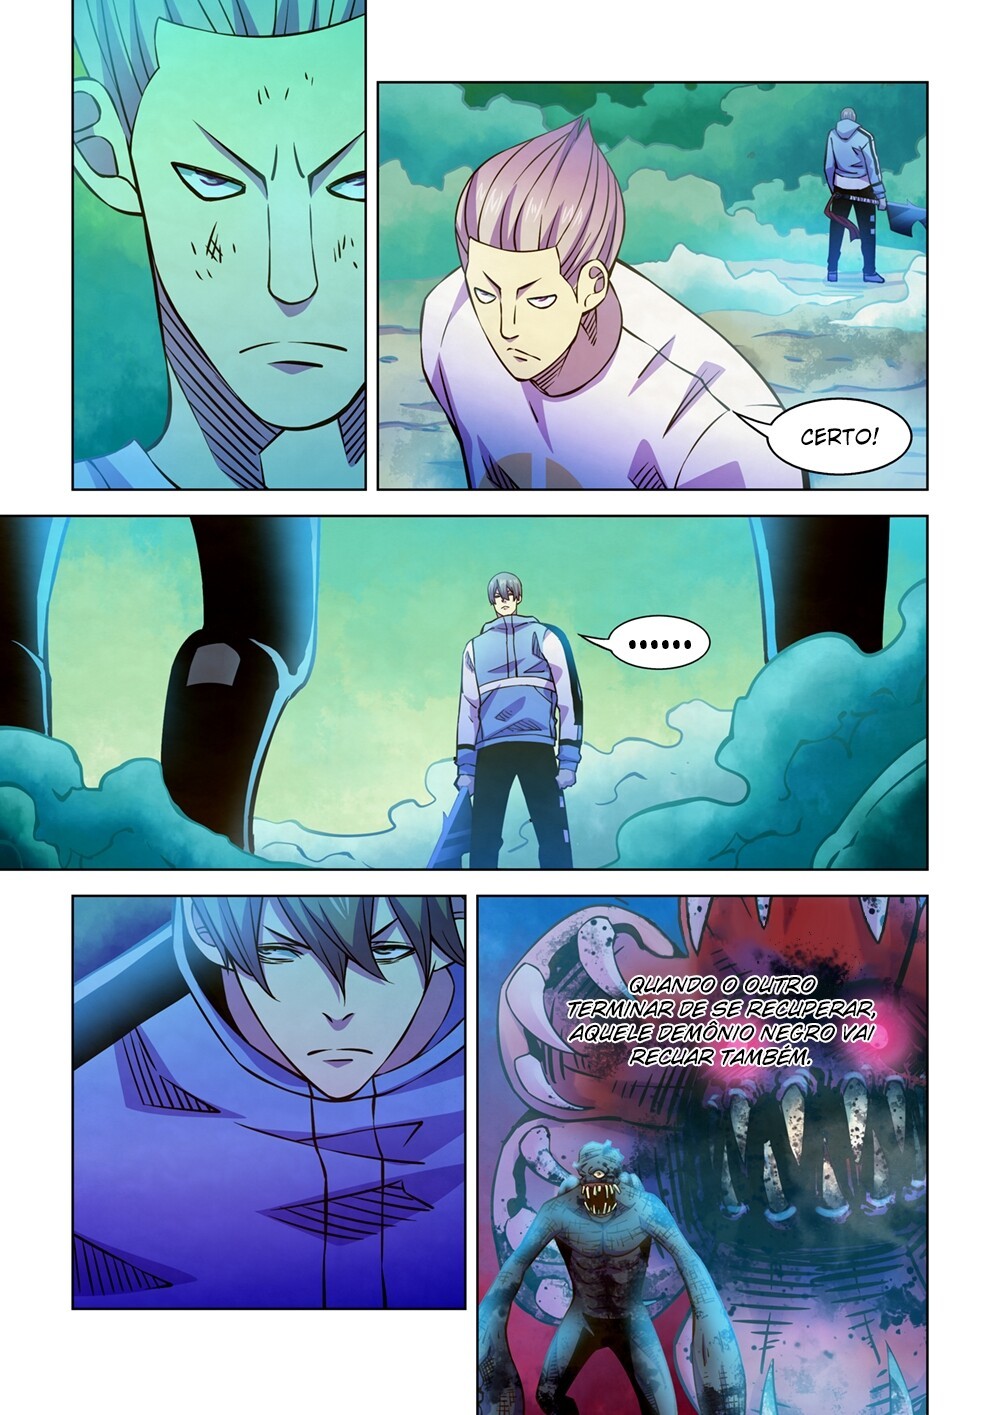 CERTO!
......
QUANDO O OUTRO
TERMINAR DE SE RECUPERAR,
AQUELE DEMÔNIO NEGRO VAI
RECUAR TAMBÉM.